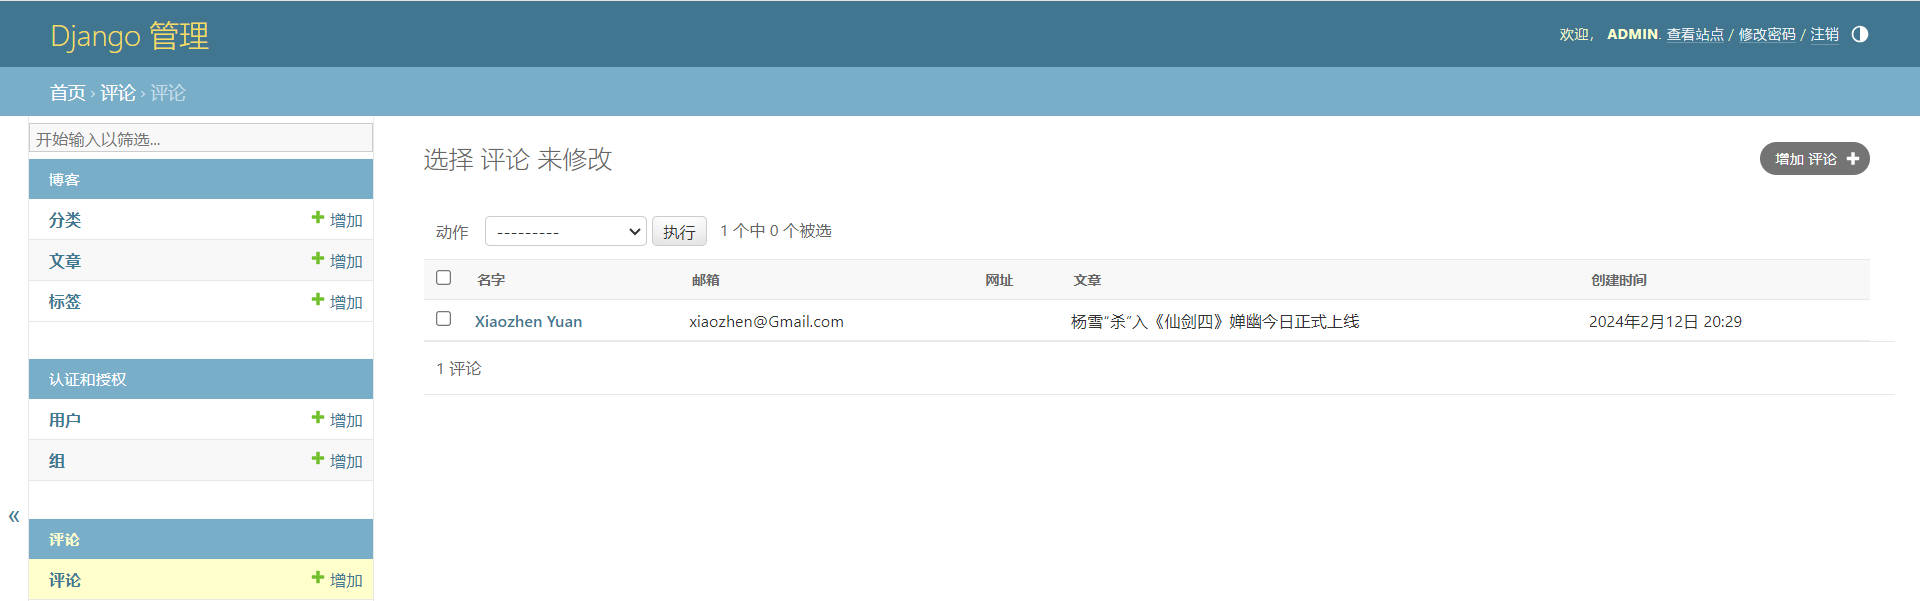 Django 管理
欢迎， ADMIN. 查看站点 / 修改密码 / 注销
首页 › 评论 › 评论
开始输入以筛选...
博客
分类 增加
文章 增加
标签 增加
认证和授权
用户 增加
组 增加
«
评论
评论 增加
选择 评论 来修改
增加 评论
动作 --------- 执行 1 个中 0 个被选
名字 邮箱 网址 文章 创建时间
Xiaozhen Yuan xiaozhen@Gmail.com 杨雪“杀”入《仙剑四》婵幽今日正式上线 2024年2月12日 20:29
1 评论